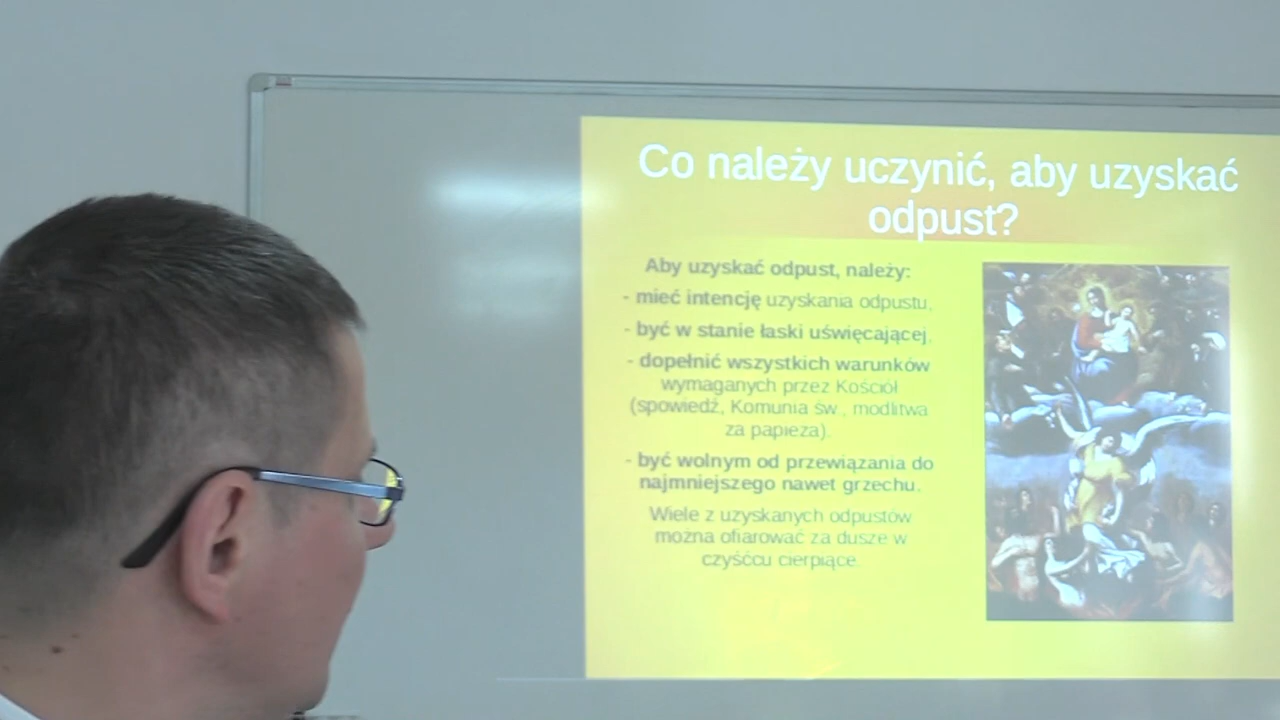 Co należy uczynić, aby uzyskać
odpust?
Aby uzyskać odpust, należy:
- mieć intencję uzyskania odpustu,
- być w stanie łaski uświęcającej,
- dopełnić wszystkich warunków
wymaganych przez Kościół
(spowiedź, Komunia św., modlitwa
za papieża).
- być wolnym od przewiązania do
najmniejszego nawet grzechu.
Wiele z uzyskanych odpustów
można ofiarować za dusze w
czyśćcu cierpiące.